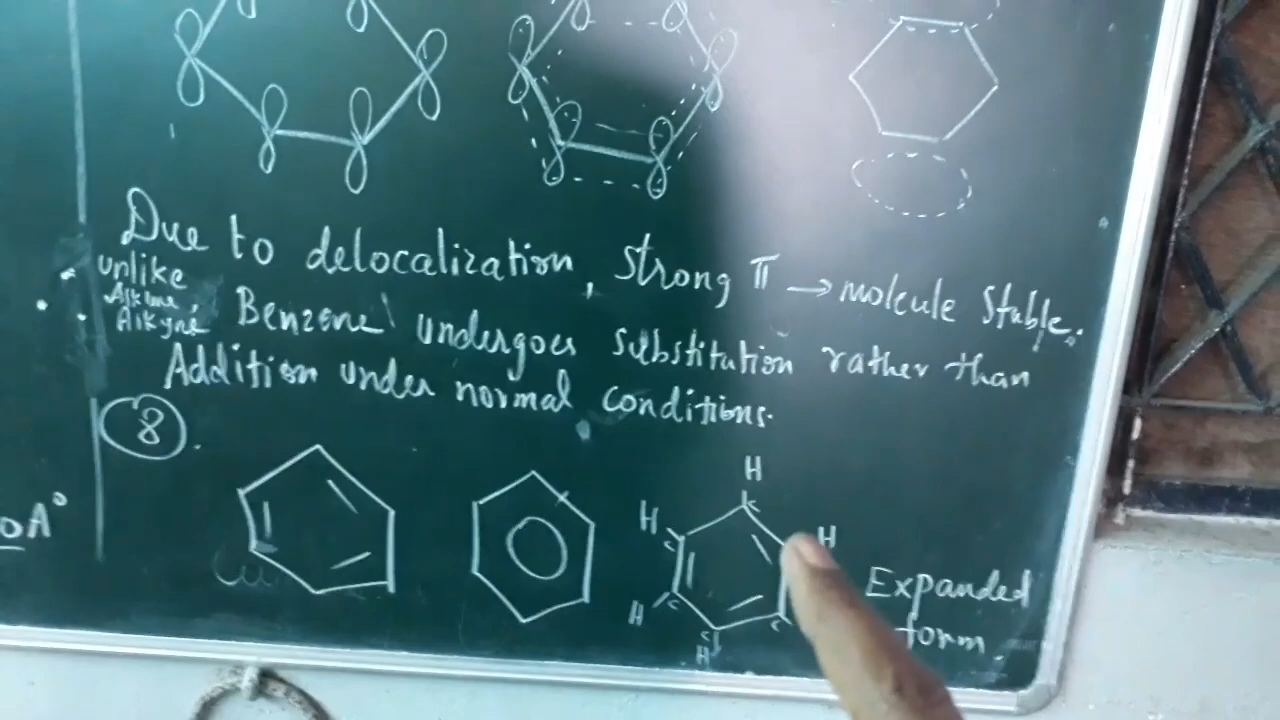 Due to delocalization, strong π → molecule stable.
unlike
Alkene,
Alkyne
Benzene undergoes substitution rather than
Addition under normal conditions.
8.
H
H
H
H
H
C
C
C
C
C
Expanded
form.
A°